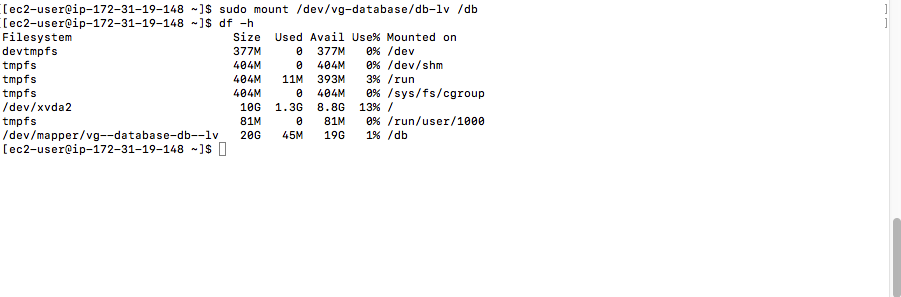 [ec2-user@ip-172-31-19-148 ~]$ sudo mount /dev/vg-database/db-lv /db ]
[ec2-user@ip-172-31-19-148 ~]$ df -h ]
Filesystem                       Size  Used Avail Use% Mounted on
devtmpfs                         377M     0  377M   0% /dev
tmpfs                            404M     0  404M   0% /dev/shm
tmpfs                            404M   11M  393M   3% /run
tmpfs                            404M     0  404M   0% /sys/fs/cgroup
/dev/xvda2                        10G  1.3G  8.8G  13% /
tmpfs                             81M     0   81M   0% /run/user/1000
/dev/mapper/vg--database-db--lv   20G   45M   19G   1% /db
[ec2-user@ip-172-31-19-148 ~]$